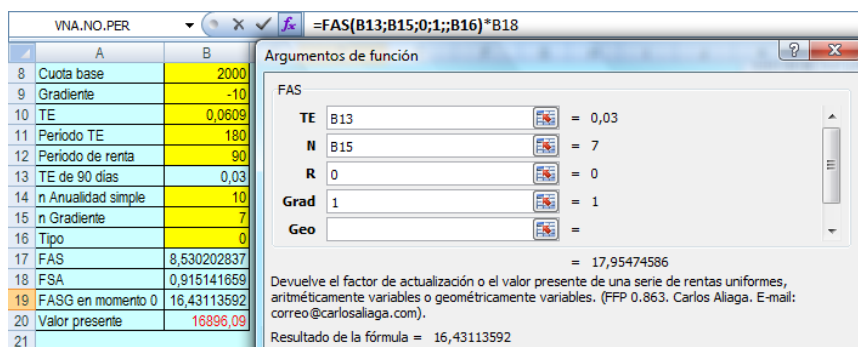 VNA.NO.PER fx =FAS(B13;B15;0;1;;B16)*B18
A B
8 Cuota base 2000
9 Gradiente -10
10 TE 0,0609
11 Periodo TE 180
12 Periodo de renta 90
13 TE de 90 días 0,03
14 n Anualidad simple 10
15 n Gradiente 7
16 Tipo 0
17 FAS 8,530202837
18 FSA 0,915141659
19 FASG en momento 0 16,43113592
20 Valor presente 16896,09
21
Argumentos de función
FAS
TE B13 = 0,03
N B15 = 7
R 0 = 0
Grad 1 = 1
Geo =
= 17,95474586
Devuelve el factor de actualización o el valor presente de una serie de rentas uniformes,
aritméticamente variables o geométricamente variables. (FFP 0.863. Carlos Aliaga. E-mail:
correo@carlosaliaga.com).
Resultado de la fórmula = 16,43113592